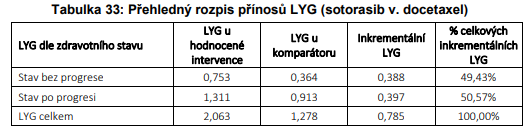 Tabulka 33: Přehledný rozpis přínosů LYG (sotorasib v. docetaxel)
LYG dle zdravotního stavu | LYG u hodnocené intervence | LYG u komparátoru | Inkrementální LYG | % celkových inkrementálních LYG
Stav bez progrese | 0,753 | 0,364 | 0,388 | 49,43%
Stav po progresi | 1,311 | 0,913 | 0,397 | 50,57%
LYG celkem | 2,063 | 1,278 | 0,785 | 100,00%